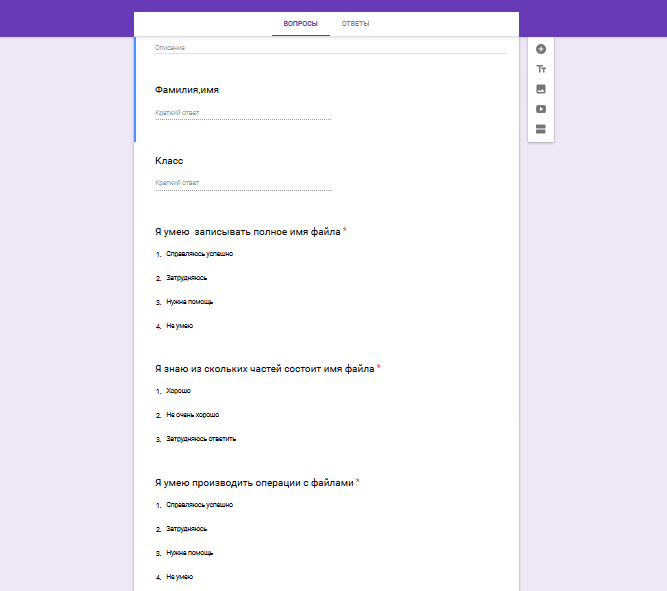 ВОПРОСЫ ОТВЕТЫ
Описание
Фамилия,имя
Краткий ответ
Класс
Краткий ответ
Я умею записывать полное имя файла *
1. Справляюсь успешно
2. Затрудняюсь
3. Нужна помощь
4. Не умею
Я знаю из скольких частей состоит имя файла *
1. Хорошо
2. Не очень хорошо
3. Затрудняюсь ответить
Я умею производить операции с файлами *
1. Справляюсь успешно
2. Затрудняюсь
3. Нужна помощь
4. Не умею